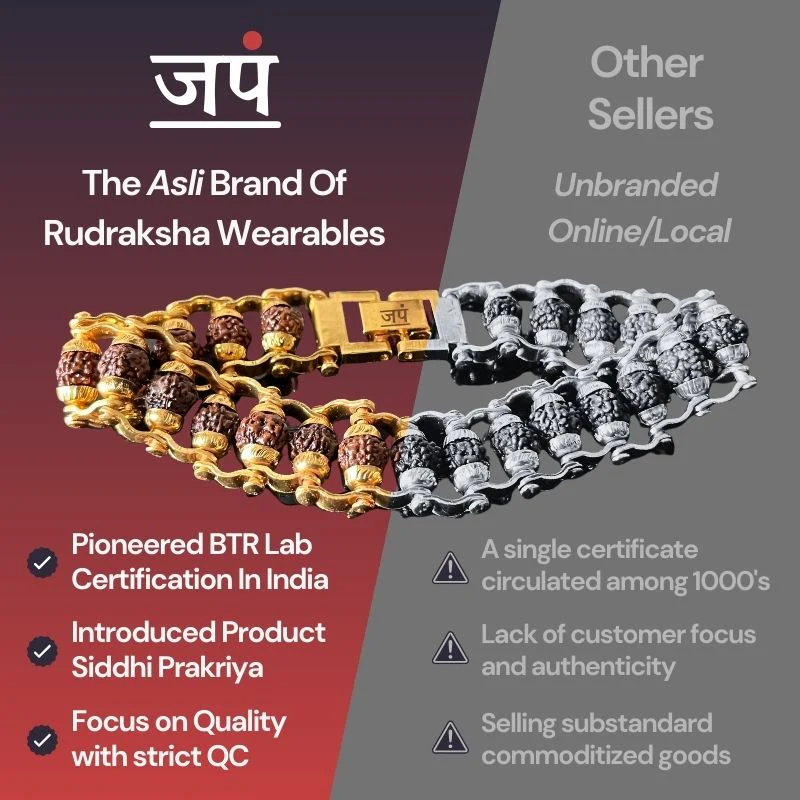 जपं
The Asli Brand Of
Rudraksha Wearables
Other
Sellers
Unbranded
Online/Local
जपं
Pioneered BTR Lab
Certification In India
Introduced Product
Siddhi Prakriya
Focus on Quality
with strict QC
A single certificate
circulated among 1000's
Lack of customer focus
and authenticity
Selling substandard
commoditized goods